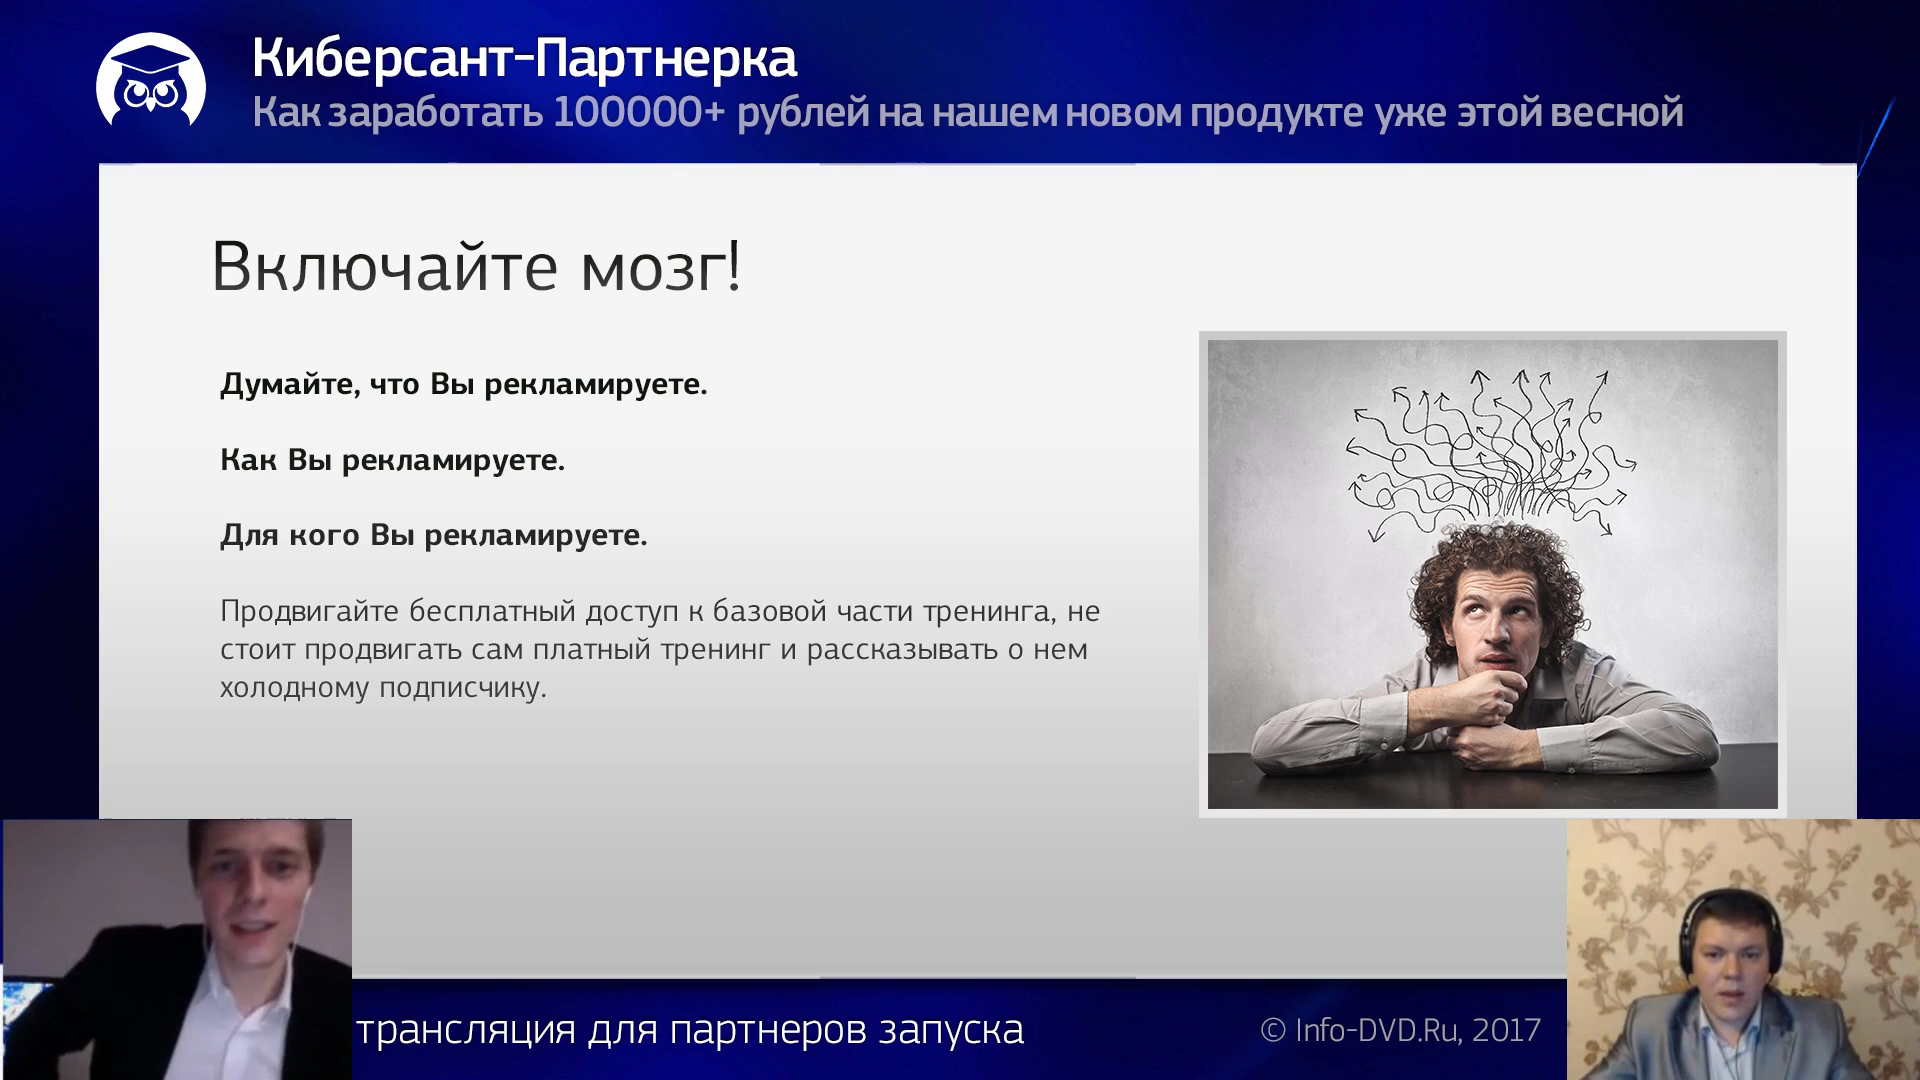 Киберсант-Партнерка
Как заработать 100000+ рублей на нашем новом продукте уже этой весной
Включайте мозг!
Думайте, что Вы рекламируете.
Как Вы рекламируете.
Для кого Вы рекламируете.
Продвигайте бесплатный доступ к базовой части тренинга, не
стоит продвигать сам платный тренинг и рассказывать о нем
холодному подписчику.
трансляция для партнеров запуска
© Info-DVD.Ru, 2017